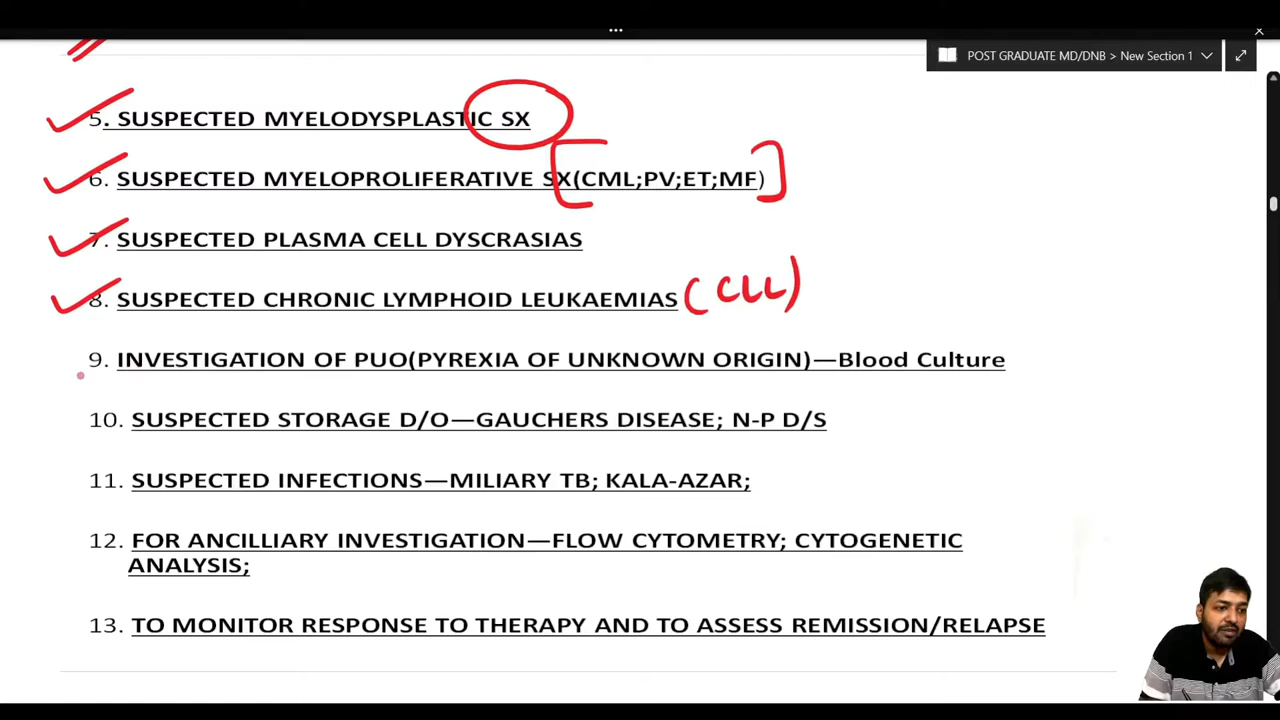 ...
POST GRADUATE MD/DNB > New Section 1
5. SUSPECTED MYELODYSPLASTIC SX
6. SUSPECTED MYELOPROLIFERATIVE SX(CML;PV;ET;MF)
7. SUSPECTED PLASMA CELL DYSCRASIAS
8. SUSPECTED CHRONIC LYMPHOID LEUKAEMIAS (CLL)
9. INVESTIGATION OF PUO(PYREXIA OF UNKNOWN ORIGIN)—Blood Culture
10. SUSPECTED STORAGE D/O—GAUCHERS DISEASE; N-P D/S
11. SUSPECTED INFECTIONS—MILIARY TB; KALA-AZAR;
12. FOR ANCILLIARY INVESTIGATION—FLOW CYTOMETRY; CYTOGENETIC
ANALYSIS;
13. TO MONITOR RESPONSE TO THERAPY AND TO ASSESS REMISSION/RELAPSE